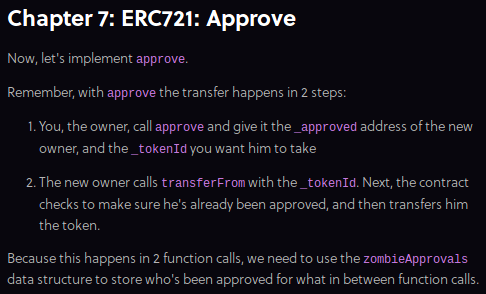 Chapter 7: ERC721: Approve
Now, let's implement approve.
Remember, with approve the transfer happens in 2 steps:
1. You, the owner, call approve and give it the _approved address of the new
owner, and the _tokenId you want him to take
2. The new owner calls transferFrom with the _tokenId. Next, the contract
checks to make sure he's already been approved, and then transfers him
the token.
Because this happens in 2 function calls, we need to use the zombieApprovals
data structure to store who's been approved for what in between function calls.